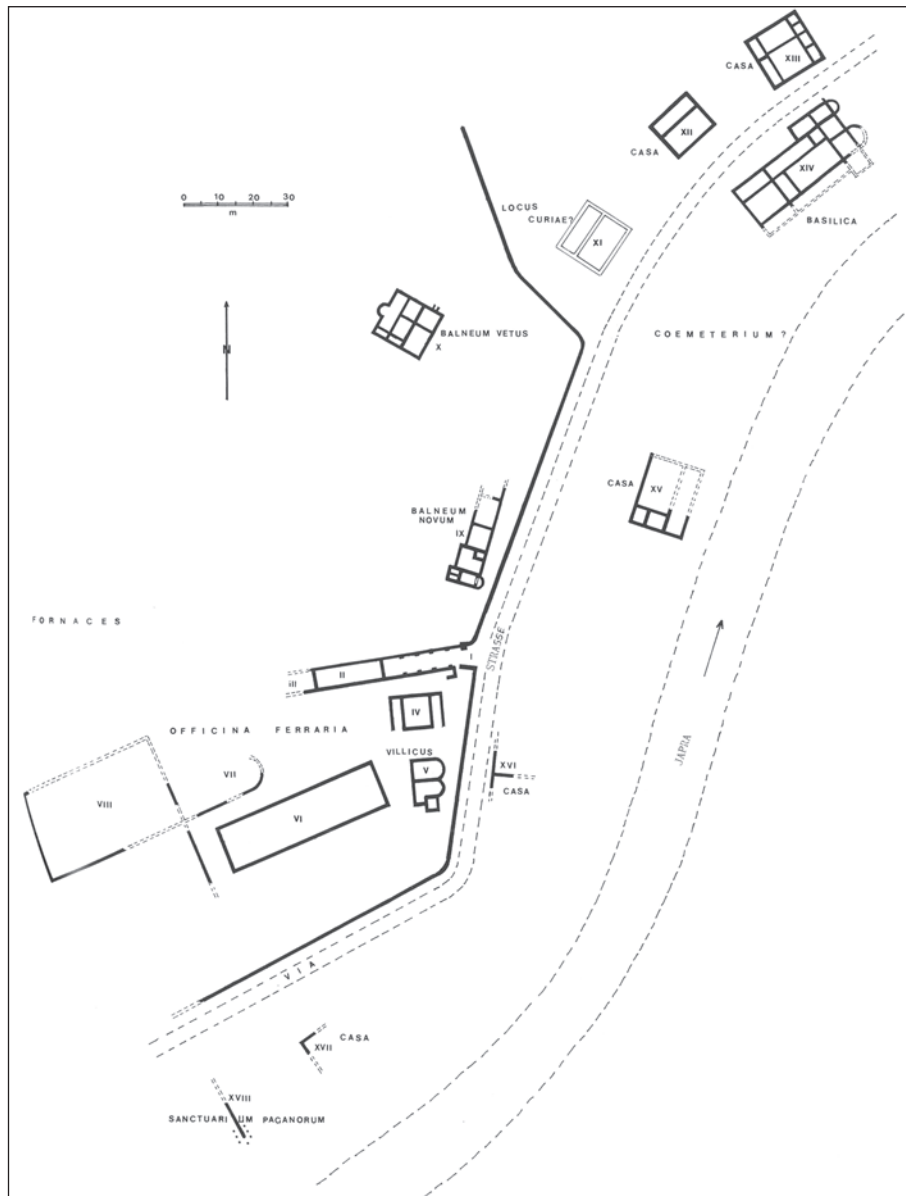 XIII
CASA
XII
CASA
XIV
BASILICA
LOCUS
CURIAE?
XI
0 10 20 30
m
N
BALNEUM VETUS
X
COEMETERIUM?
CASA
XV
BALNEUM
NOVUM
IX
FORNACES
STRASSE
III
II
IV
OFFICINA FERRARIA
VILLICUS
V
XVI
CASA
VII
VIII
VI
JAPRA
VIA
CASA
XVII
XVIII
SANCTUARIUM PAGANORUM